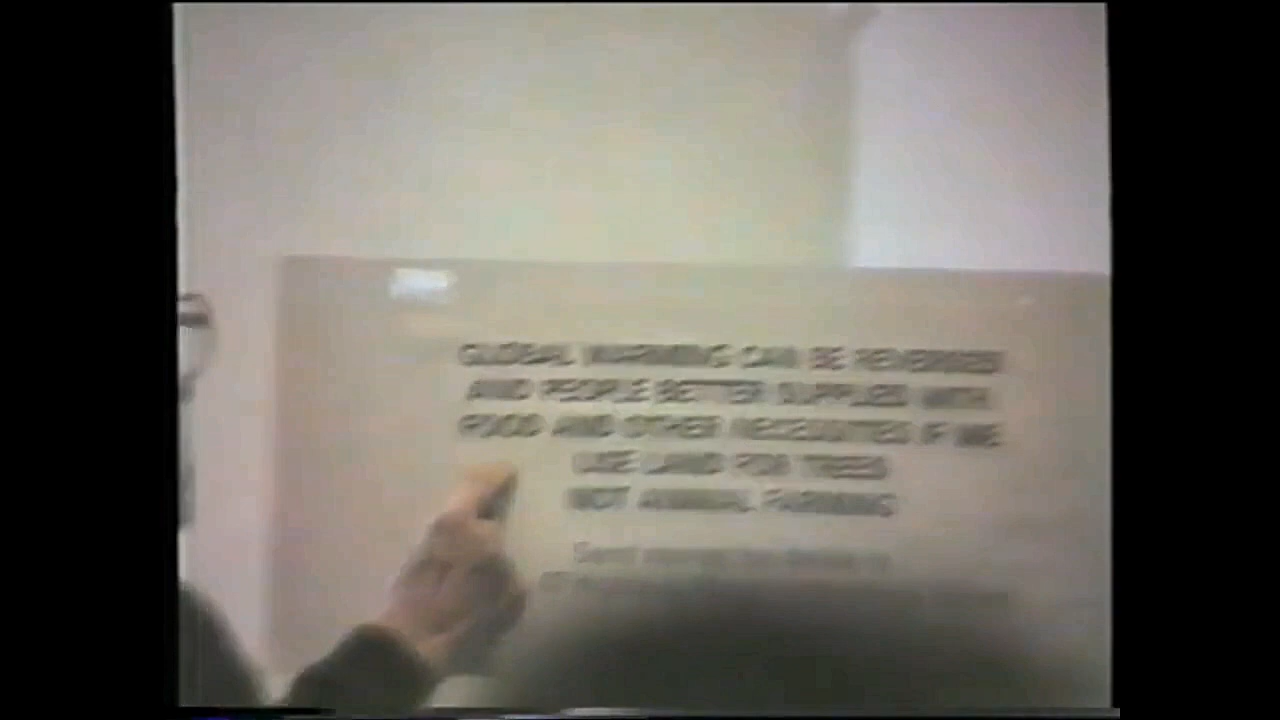 GLOBAL WARMING CAN BE REVERSED
AND PEOPLE BETTER SUPPLIED WITH
FOOD AND OTHER NECESSITIES IF WE
USE LAND FOR TREES
NOT ANIMAL FARMING